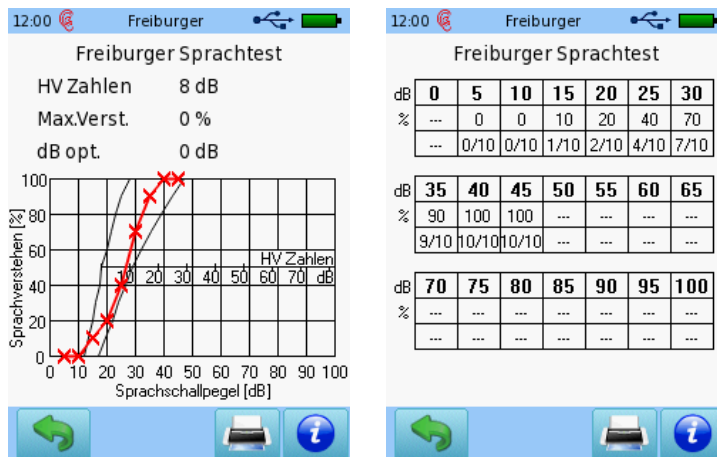 12:00 Freiburger
Freiburger Sprachtest
HV Zahlen 8 dB
Max.Verst. 0 %
dB opt. 0 dB
100
80
60
40
20
0
Sprachverstehen [%]
HV Zahlen
10 20 30 40 50 60 70 dB
0 10 20 30 40 50 60 70 80 90 100
Sprachschallpegel [dB]
12:00 Freiburger
Freiburger Sprachtest
dB 0 5 10 15 20 25 30
% --- 0 0 10 20 40 70
--- 0/10 0/10 1/10 2/10 4/10 7/10
dB 35 40 45 50 55 60 65
% 90 100 100 --- --- --- ---
9/10 10/10 10/10 --- --- --- ---
dB 70 75 80 85 90 95 100
% --- --- --- --- --- --- ---
--- --- --- --- --- --- ---
i
i